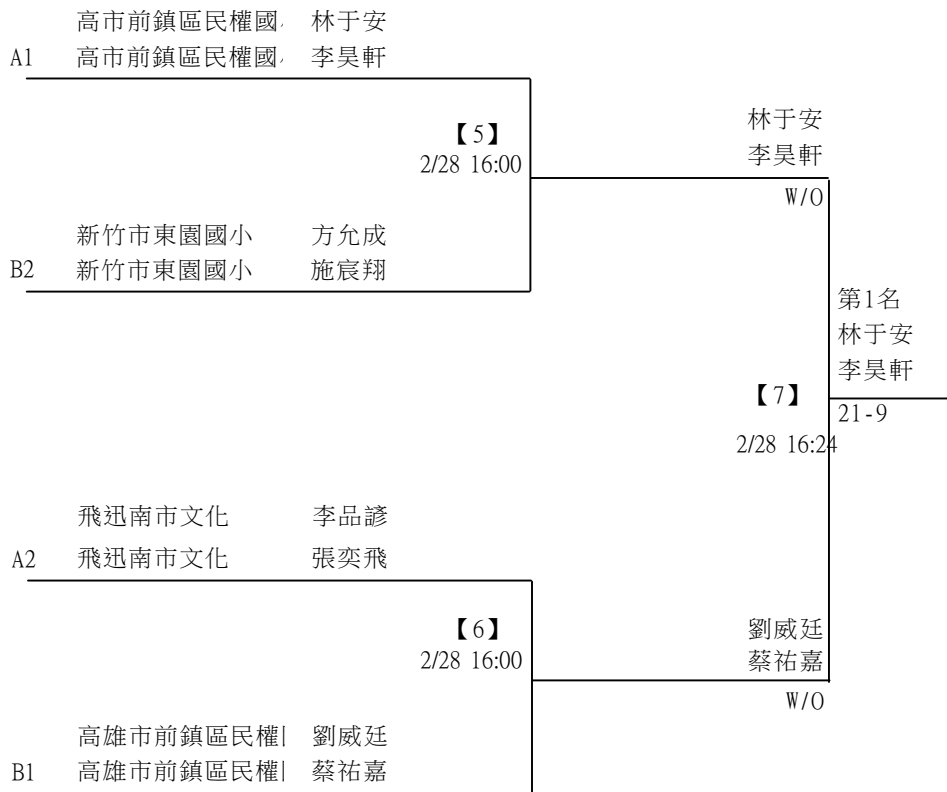 高市前鎮區民權國 林于安
A1 高市前鎮區民權國 李昊軒
【5】
2/28 16:00
林于安
李昊軒
W/O
新竹市東園國小 方允成
B2 新竹市東園國小 施宸翔
第1名
林于安
李昊軒
【7】
21-9
2/28 16:24
飛迅南市文化 李品諺
A2 飛迅南市文化 張奕飛
【6】
2/28 16:00
劉威廷
蔡祐嘉
W/O
高雄市前鎮區民權 劉威廷
B1 高雄市前鎮區民權 蔡祐嘉